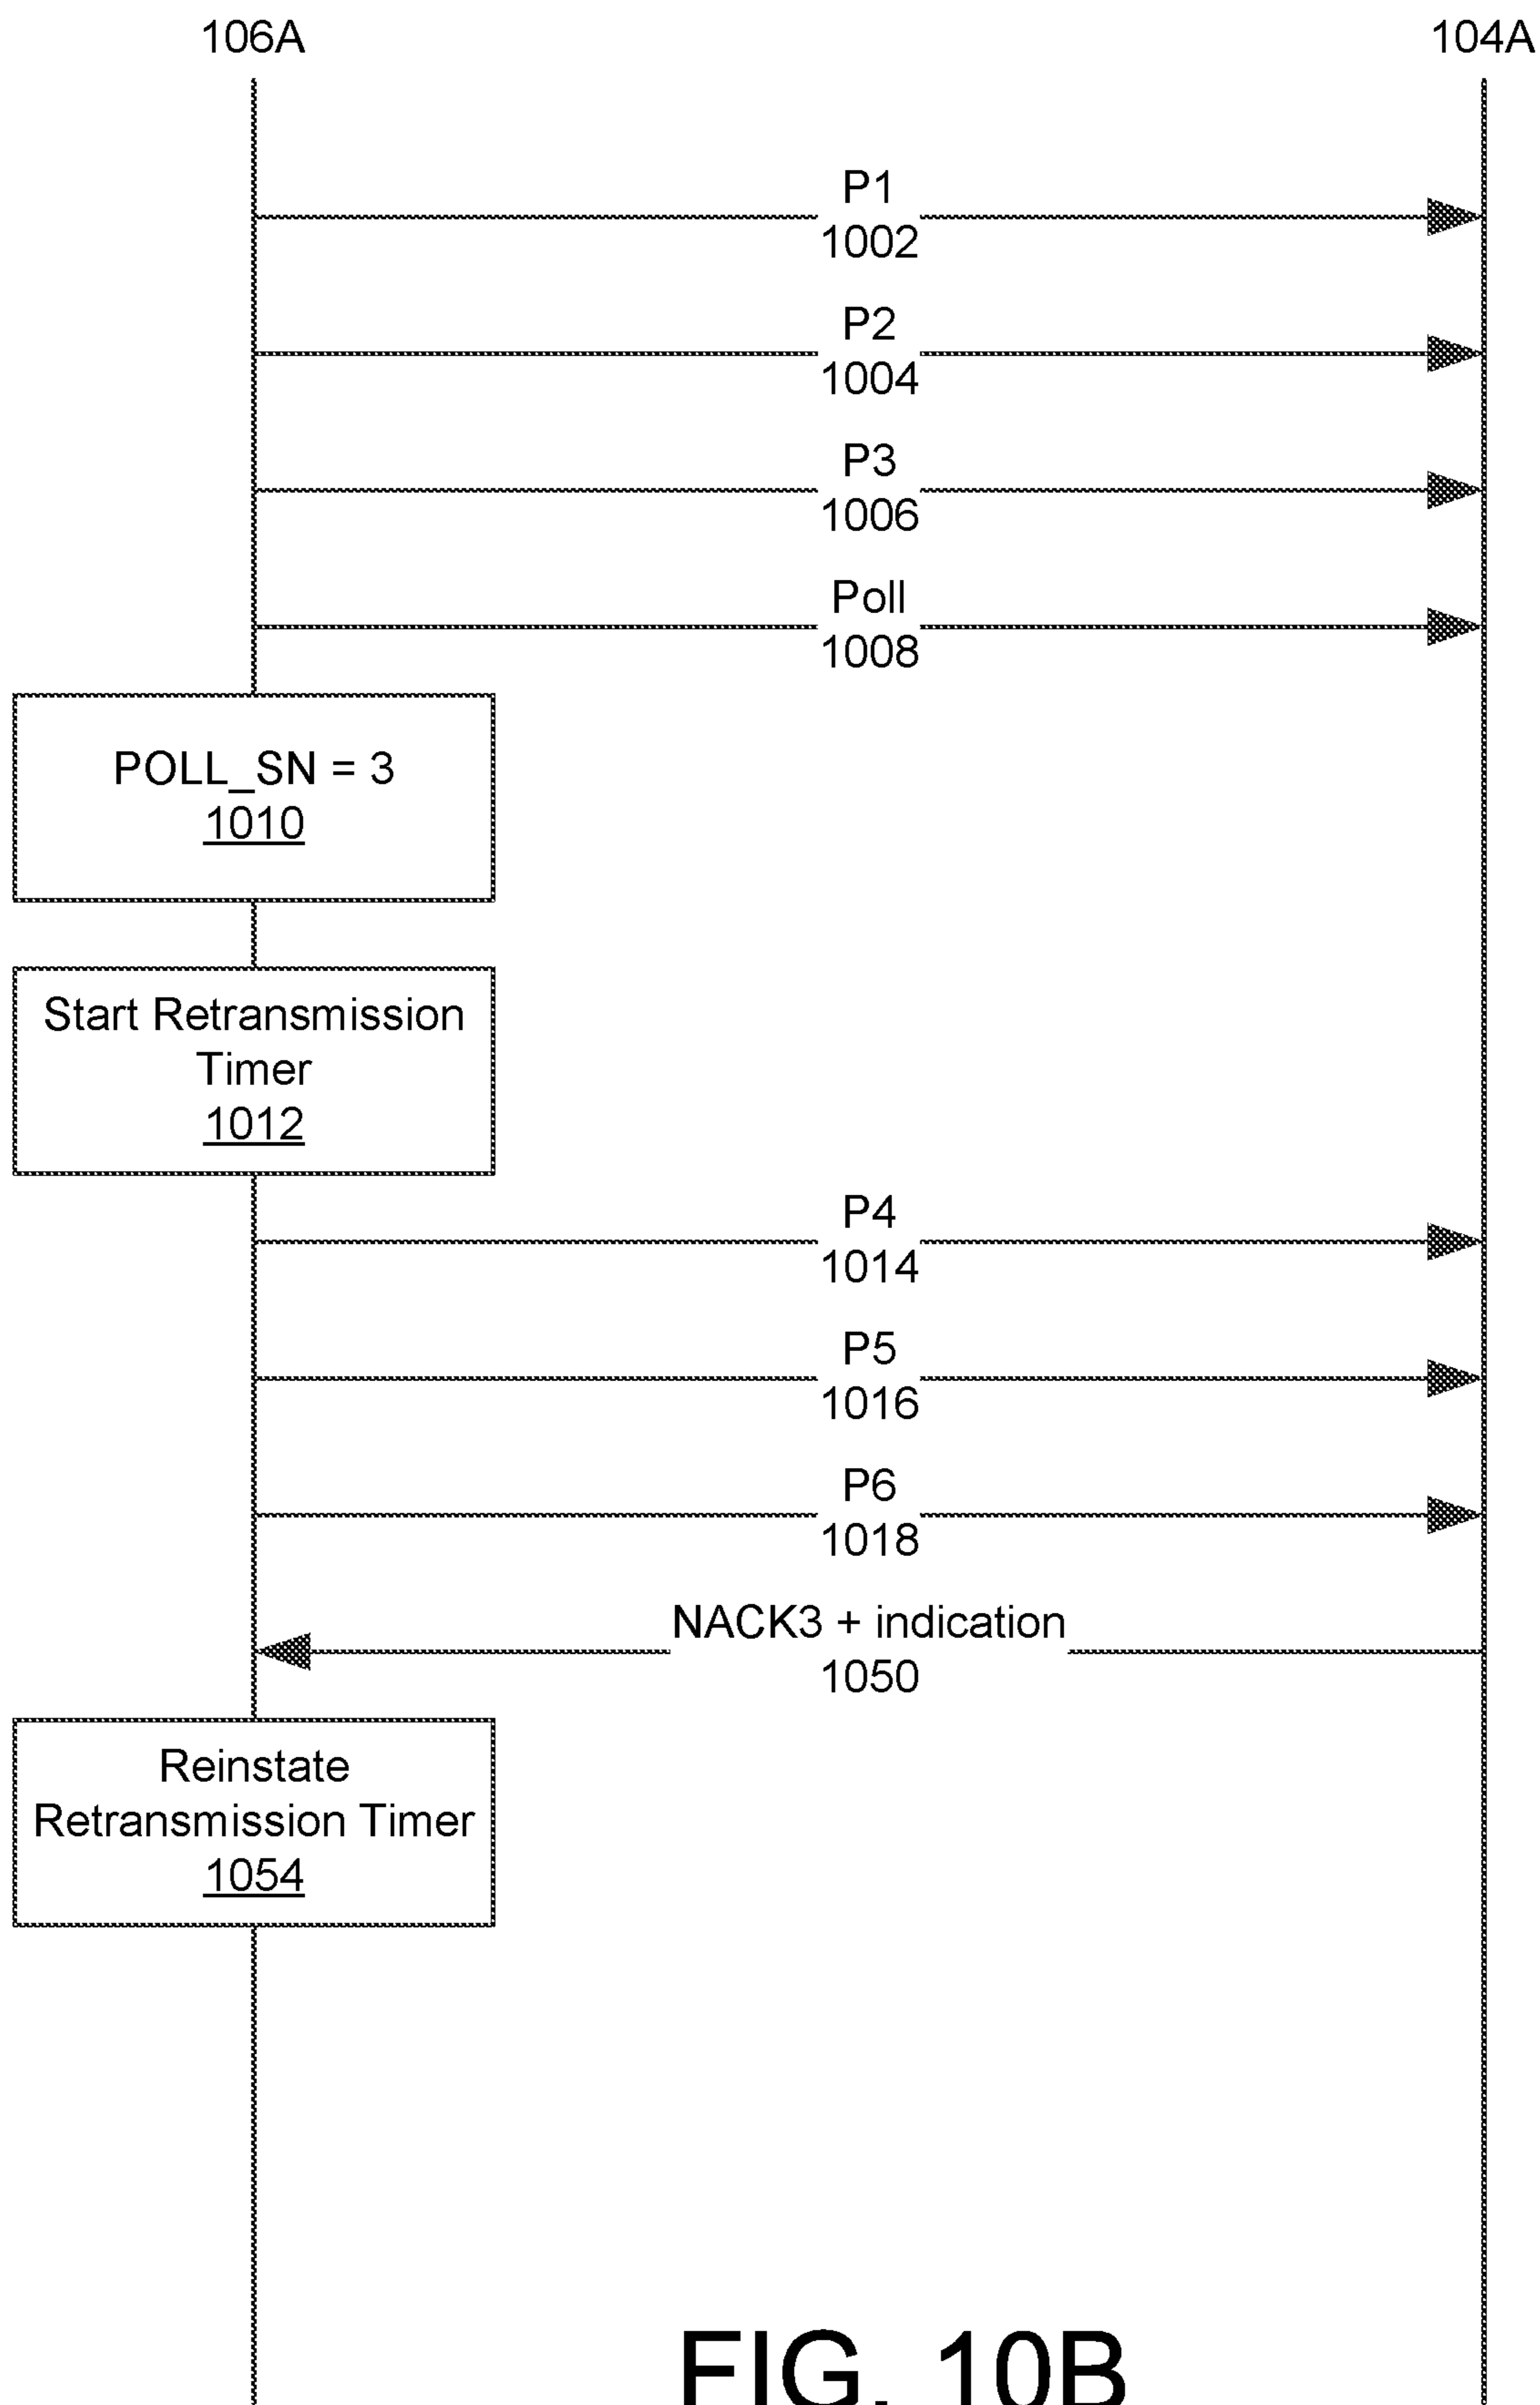 106A
104A
P1
1002
P2
1004
P3
1006
Poll
1008
POLL_SN = 3
1010
Start Retransmission
Timer
1012
P4
1014
P5
1016
P6
1018
NACK3 + indication
1050
Reinstate
Retransmission Timer
1054
FIG. 10B